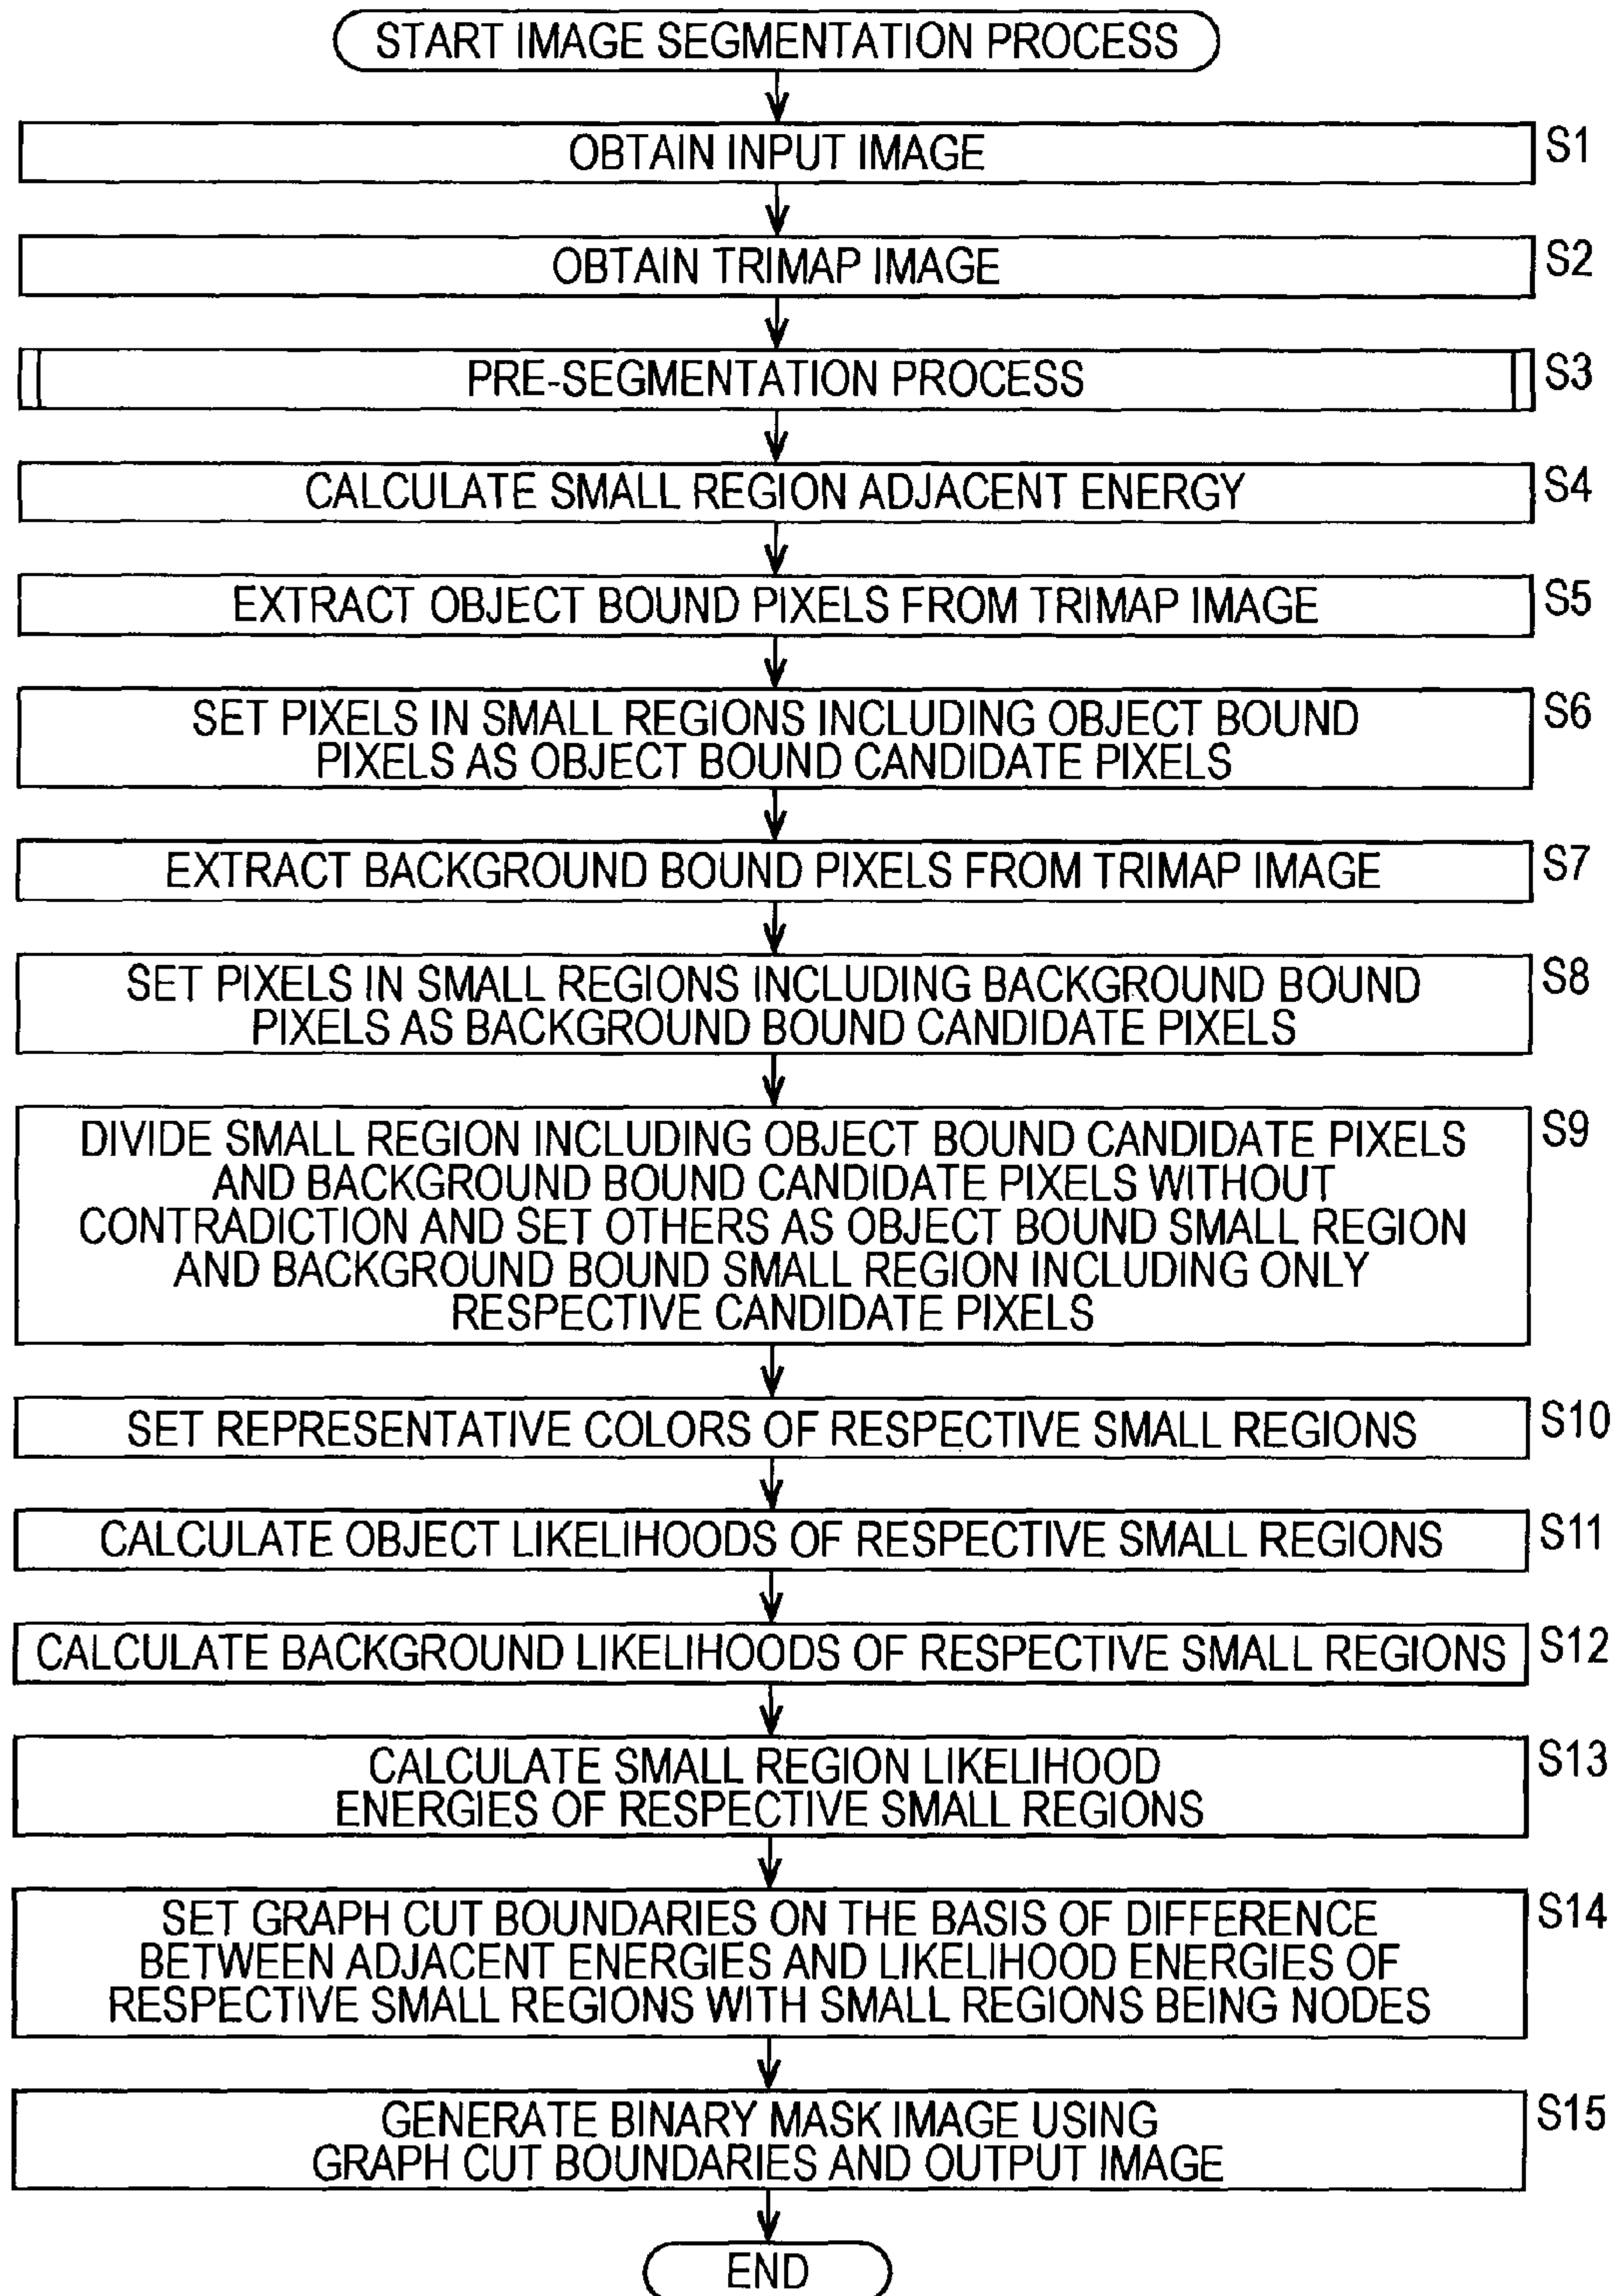 START IMAGE SEGMENTATION PROCESS
OBTAIN INPUT IMAGE
S1
OBTAIN TRIMAP IMAGE
S2
PRE-SEGMENTATION PROCESS
S3
CALCULATE SMALL REGION ADJACENT ENERGY
S4
EXTRACT OBJECT BOUND PIXELS FROM TRIMAP IMAGE
S5
SET PIXELS IN SMALL REGIONS INCLUDING OBJECT BOUND
PIXELS AS OBJECT BOUND CANDIDATE PIXELS
S6
EXTRACT BACKGROUND BOUND PIXELS FROM TRIMAP IMAGE
S7
SET PIXELS IN SMALL REGIONS INCLUDING BACKGROUND BOUND
PIXELS AS BACKGROUND BOUND CANDIDATE PIXELS
S8
DIVIDE SMALL REGION INCLUDING OBJECT BOUND CANDIDATE PIXELS
AND BACKGROUND BOUND CANDIDATE PIXELS WITHOUT
CONTRADICTION AND SET OTHERS AS OBJECT BOUND SMALL REGION
AND BACKGROUND BOUND SMALL REGION INCLUDING ONLY
RESPECTIVE CANDIDATE PIXELS
S9
SET REPRESENTATIVE COLORS OF RESPECTIVE SMALL REGIONS
S10
CALCULATE OBJECT LIKELIHOODS OF RESPECTIVE SMALL REGIONS
S11
CALCULATE BACKGROUND LIKELIHOODS OF RESPECTIVE SMALL REGIONS
S12
CALCULATE SMALL REGION LIKELIHOOD
ENERGIES OF RESPECTIVE SMALL REGIONS
S13
SET GRAPH CUT BOUNDARIES ON THE BASIS OF DIFFERENCE
BETWEEN ADJACENT ENERGIES AND LIKELIHOOD ENERGIES OF
RESPECTIVE SMALL REGIONS WITH SMALL REGIONS BEING NODES
S14
GENERATE BINARY MASK IMAGE USING
GRAPH CUT BOUNDARIES AND OUTPUT IMAGE
S15
END